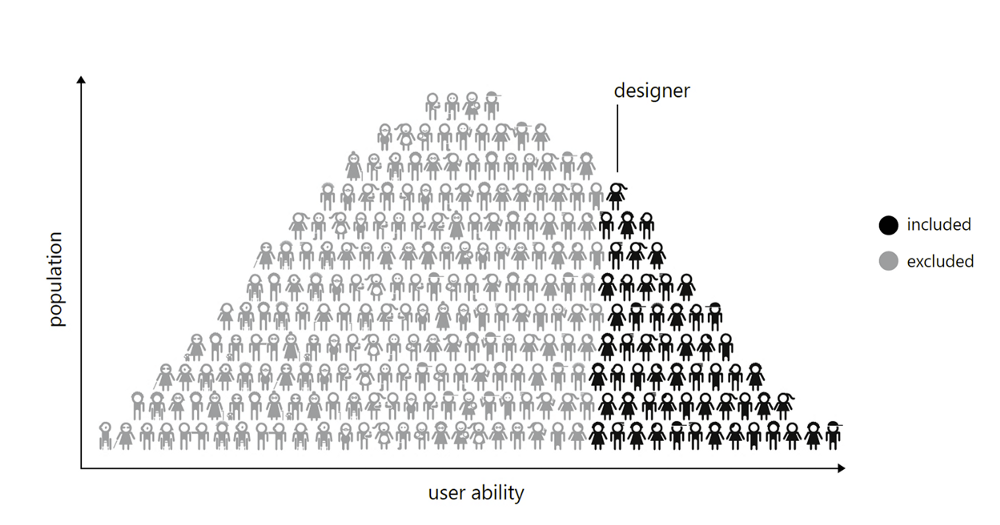 designer
included
excluded
population
user ability